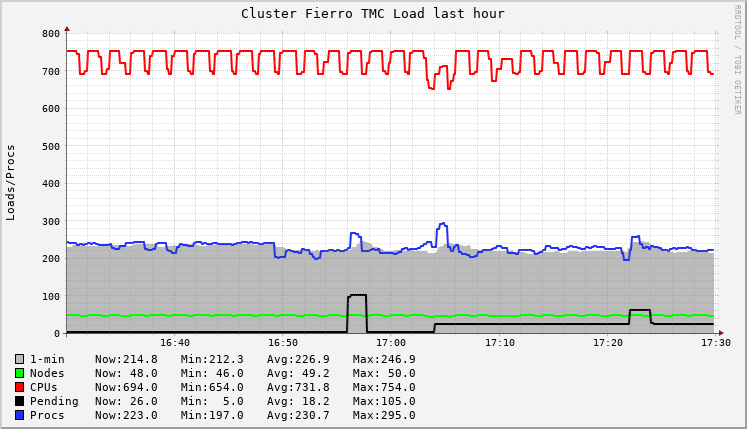 Cluster Fierro TMC Load last hour
RRDTOOL / TOBI OETIKER
Loads/Procs
800
700
600
500
400
300
200
100
0
16:40 16:50 17:00 17:10 17:20 17:30
1-min Now:214.8 Min:212.3 Avg:226.9 Max:246.9
Nodes Now: 48.0 Min: 46.0 Avg: 49.2 Max: 50.0
CPUs Now:694.0 Min:654.0 Avg:731.8 Max:754.0
Pending Now: 26.0 Min: 5.0 Avg: 18.2 Max:105.0
Procs Now:223.0 Min:197.0 Avg:230.7 Max:295.0